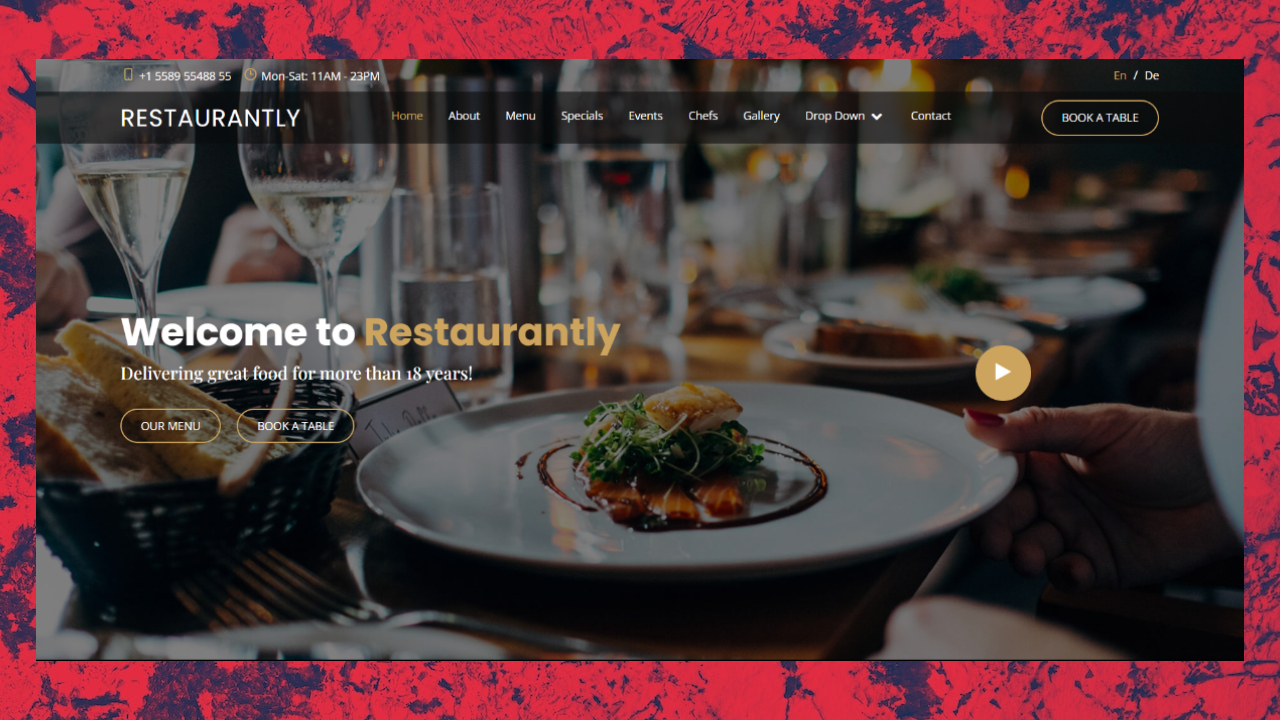 +1 5589 55488 55 Mon-Sat: 11AM - 23PM En / De
RESTAURANTLY Home About Menu Specials Events Chefs Gallery Drop Down Contact BOOK A TABLE
Welcome to Restaurantly
Delivering great food for more than 18 years!
OUR MENU BOOK A TABLE